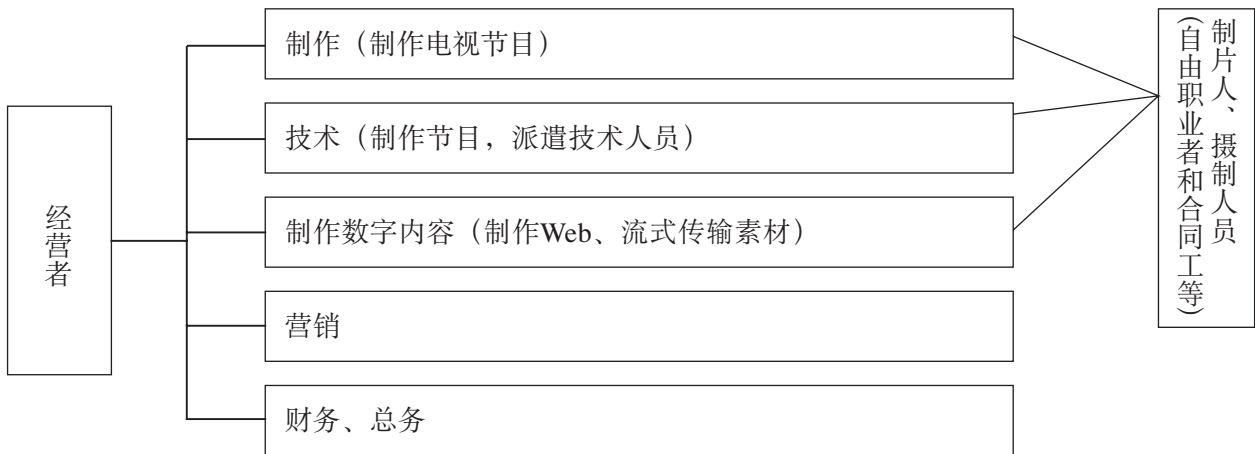 经营者
制作（制作电视节目）
技术（制作节目，派遣技术人员）
制作数字内容（制作Web、流式传输素材）
营销
财务、总务
制片人、摄制人员
（自由职业者和合同工等）